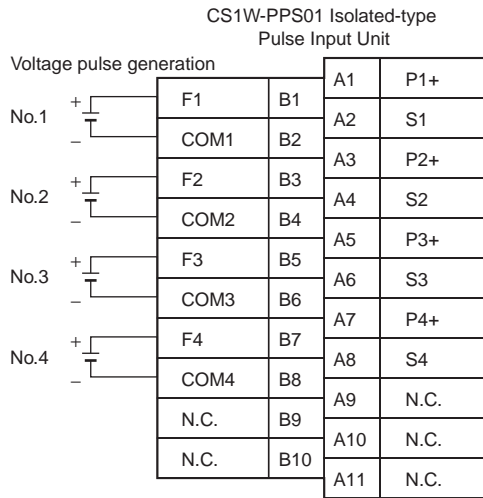 CS1W-PPS01 Isolated-type
Pulse Input Unit
Voltage pulse generation
A1 P1+
F1 B1
+
No.1
A2 S1
−
COM1 B2
A3 P2+
+
F2 B3
No.2
A4 S2
−
COM2 B4
A5 P3+
+
F3 B5
No.3
A6 S3
−
COM3 B6
A7 P4+
+
F4 B7
No.4
A8 S4
−
COM4 B8
A9 N.C.
N.C. B9
A10 N.C.
N.C. B10
A11 N.C.